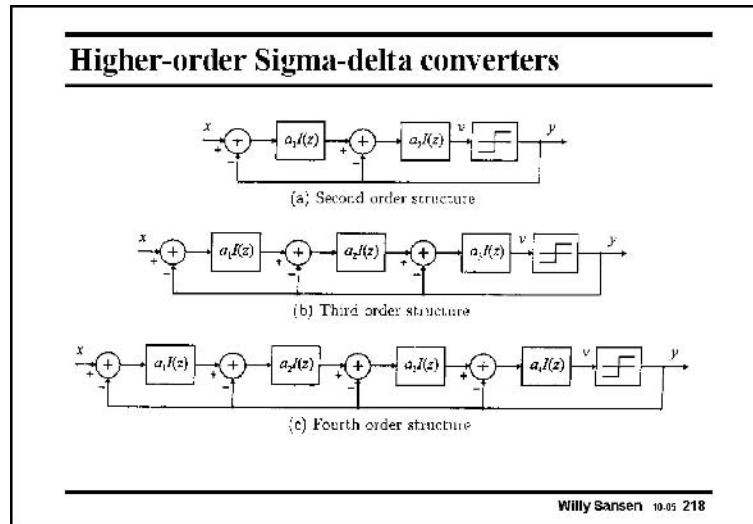 Higher-order Sigma-delta converters
x + − a₁I(z) + − a₂I(z) v y
(a) Second order structure
x + − a₁I(z) + − a₂I(z) + − a₃I(z) v y
(b) Third order structure
x + − a₁I(z) + − a₂I(z) + − a₃I(z) + − a₄I(z) v y
(c) Fourth order structure
Willy Sansen 10-05 218